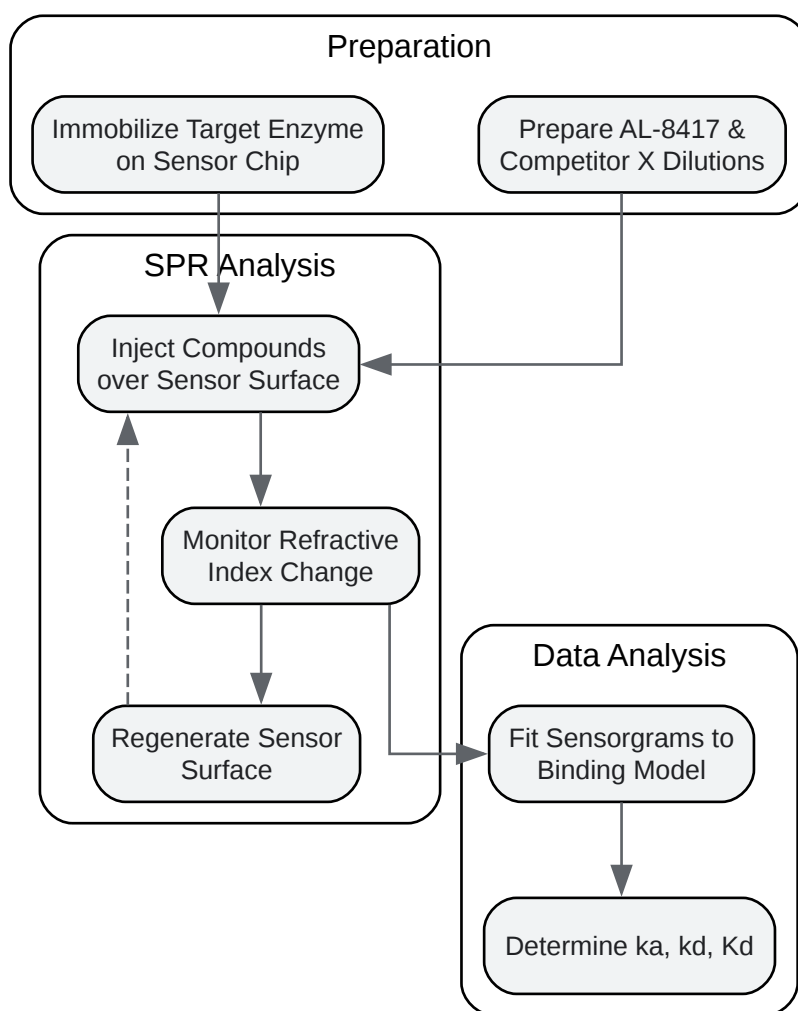 Preparation
Immobilize Target Enzyme
on Sensor Chip
Prepare AL-8417 &
Competitor X Dilutions
SPR Analysis
Inject Compounds
over Sensor Surface
Monitor Refractive
Index Change
Regenerate Sensor
Surface
Data Analysis
Fit Sensorgrams to
Binding Model
Determine ka, kd, Kd